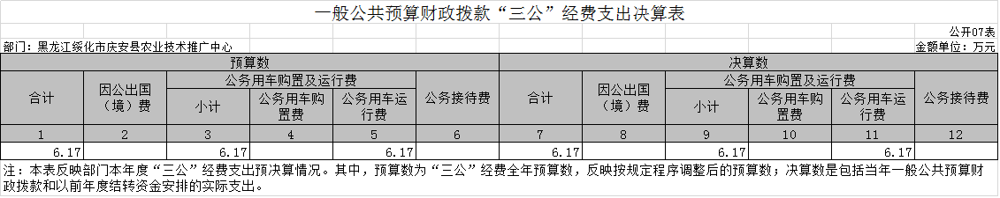 一般公共预算财政拨款“三公”经费支出决算表
公开07表
部门：黑龙江绥化市庆安县农业技术推广中心 金额单位：万元
预算数 决算数
合计 因公出国（境）费 公务用车购置及运行费 公务接待费 合计 因公出国（境）费 公务用车购置及运行费 公务接待费
小计 公务用车购置费 公务用车运行费 小计 公务用车购置费 公务用车运行费
1 2 3 4 5 6 7 8 9 10 11 12
6.17 6.17 6.17 6.17 6.17 6.17
注：本表反映部门本年度“三公”经费支出预决算情况。其中，预算数为“三公”经费全年预算数，反映按规定程序调整后的预算数；决算数是包括当年一般公共预算财
政拨款和以前年度结转资金安排的实际支出。